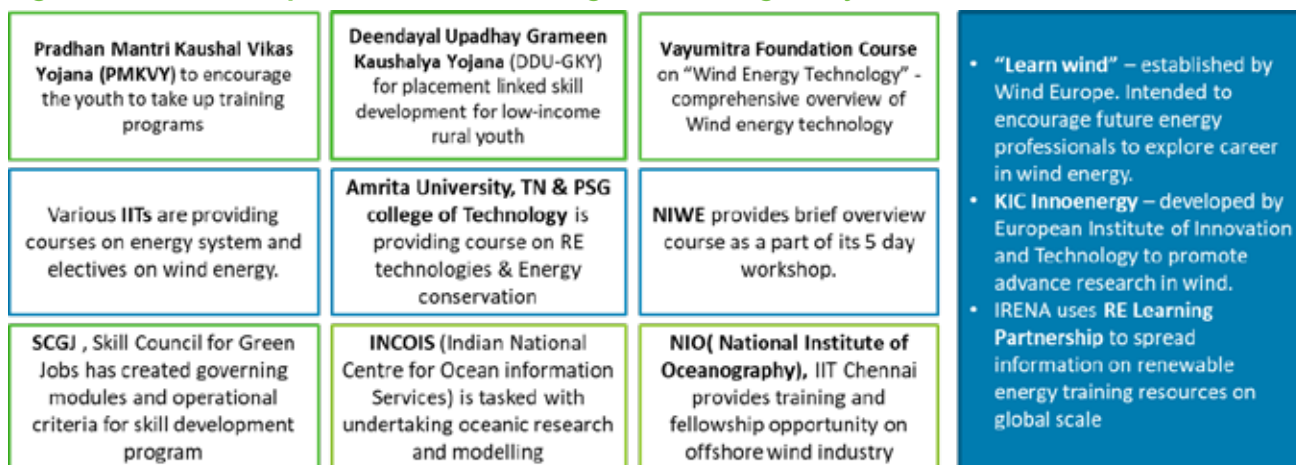 Pradhan Mantri Kaushal Vikas
Yojana (PMKVY) to encourage
the youth to take up training
programs
Deendayal Upadhay Grameen
Kaushalya Yojana (DDU-GKY)
for placement linked skill
development for low-income
rural youth
Vayumitra Foundation Course
on “Wind Energy Technology” -
comprehensive overview of
Wind energy technology
Various IITs are providing
courses on energy system and
electives on wind energy.
Amrita University, TN & PSG
college of Technology is
providing course on RE
technologies & Energy
conservation
NIWE provides brief overview
course as a part of its 5 day
workshop.
SCGJ , Skill Council for Green
Jobs has created governing
modules and operational
criteria for skill development
program
INCOIS (Indian National
Centre for Ocean information
Services) is tasked with
undertaking oceanic research
and modelling
NIO( National Institute of
Oceanography), IIT Chennai
provides training and
fellowship opportunity on
offshore wind industry
• “Learn wind” – established by
Wind Europe. Intended to
encourage future energy
professionals to explore career
in wind energy.
• KIC Innoenergy – developed by
European Institute of Innovation
and Technology to promote
advance research in wind.
• IRENA uses RE Learning
Partnership to spread
information on renewable
energy training resources on
global scale